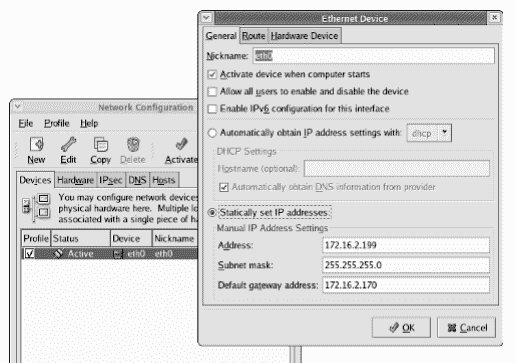 Ethernet Device
General Route Hardware Device
Nickname: eth0
Activate device when computer starts
Allow all users to enable and disable the device
Enable IPv6 configuration for this interface
Automatically obtain IP address settings with: dhcp
DHCP Settings
Hostname (optional):
Automatically obtain DNS information from provider
Statically set IP addresses:
Manual IP Address Settings
Address: 172.16.2.199
Subnet mask: 255.255.255.0
Default gateway address: 172.16.2.170
OK Cancel
Network Configuration
File Profile Help
New Edit Copy Delete Activate
Devices Hardware IPsec DNS Hosts
You may configure network devices
physical hardware here. Multiple lo
associated with a single piece of ha
Profile Status Device Nickname
Active eth0 eth0